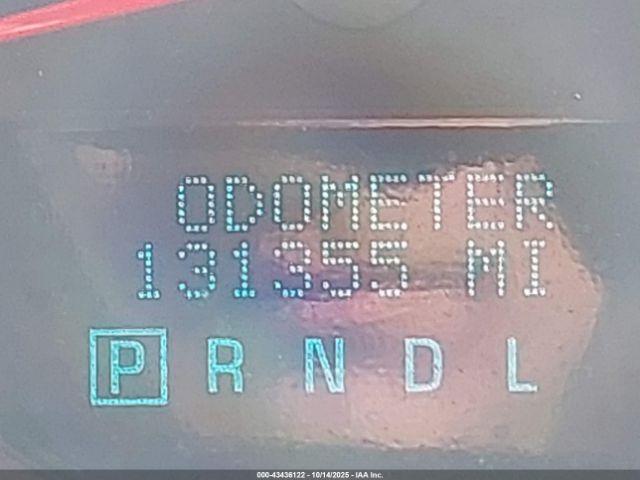 ODOMETER
131355 MI
P R N D L
000-43436122 - 10/14/2025 - IAA Inc.